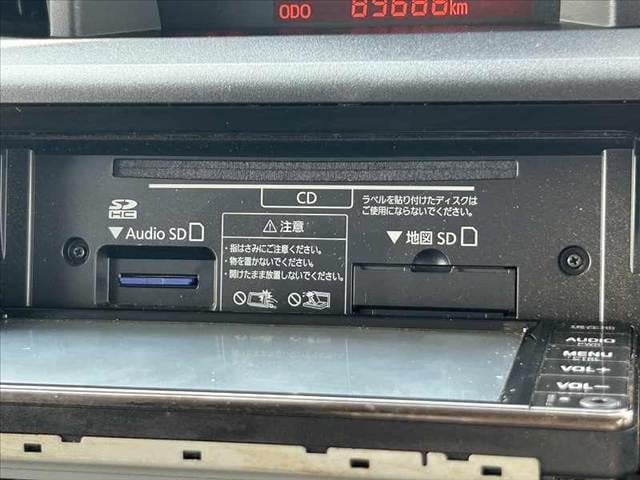 ODO 89686km
CD
ラベルを貼り付けたディスクは
ご使用にならないでください。
SD
HC
▼Audio SD
⚠注意
・指はさみにご注意ください。
・物を置かないでください。
・開けたまま放置しないでください。
▼地図 SD
AUDIO
PWR
MENU
VOL+
VOL−